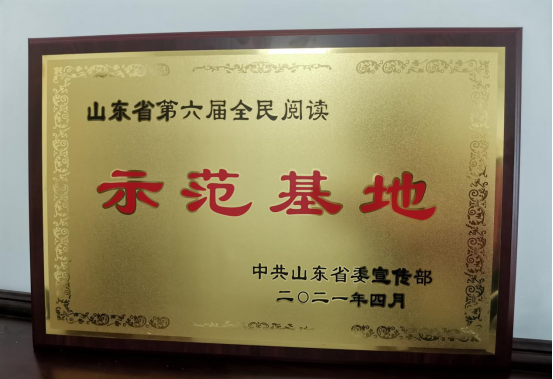 山东省第六届全民阅读
示范基地
中共山东省委宣传部
二〇二一年四月